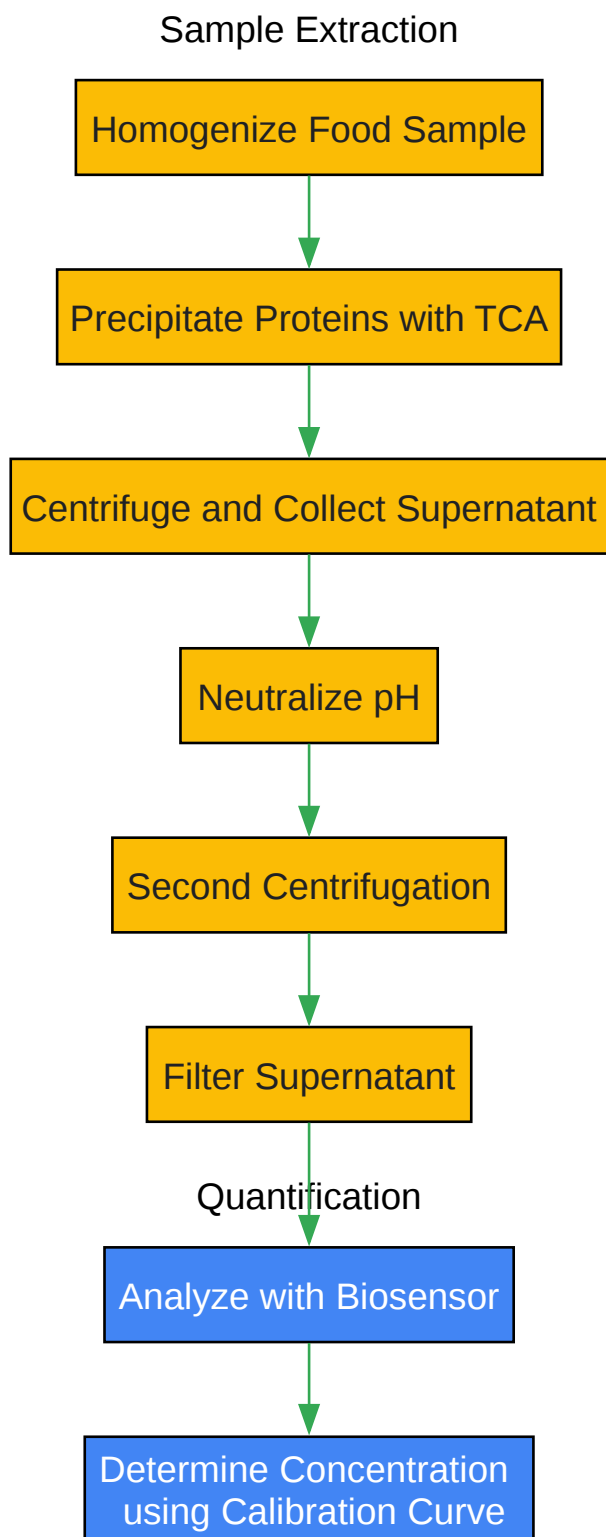 Sample Extraction
Homogenize Food Sample
Precipitate Proteins with TCA
Centrifuge and Collect Supernatant
Neutralize pH
Second Centrifugation
Filter Supernatant
Quantification
Analyze with Biosensor
Determine Concentration
using Calibration Curve